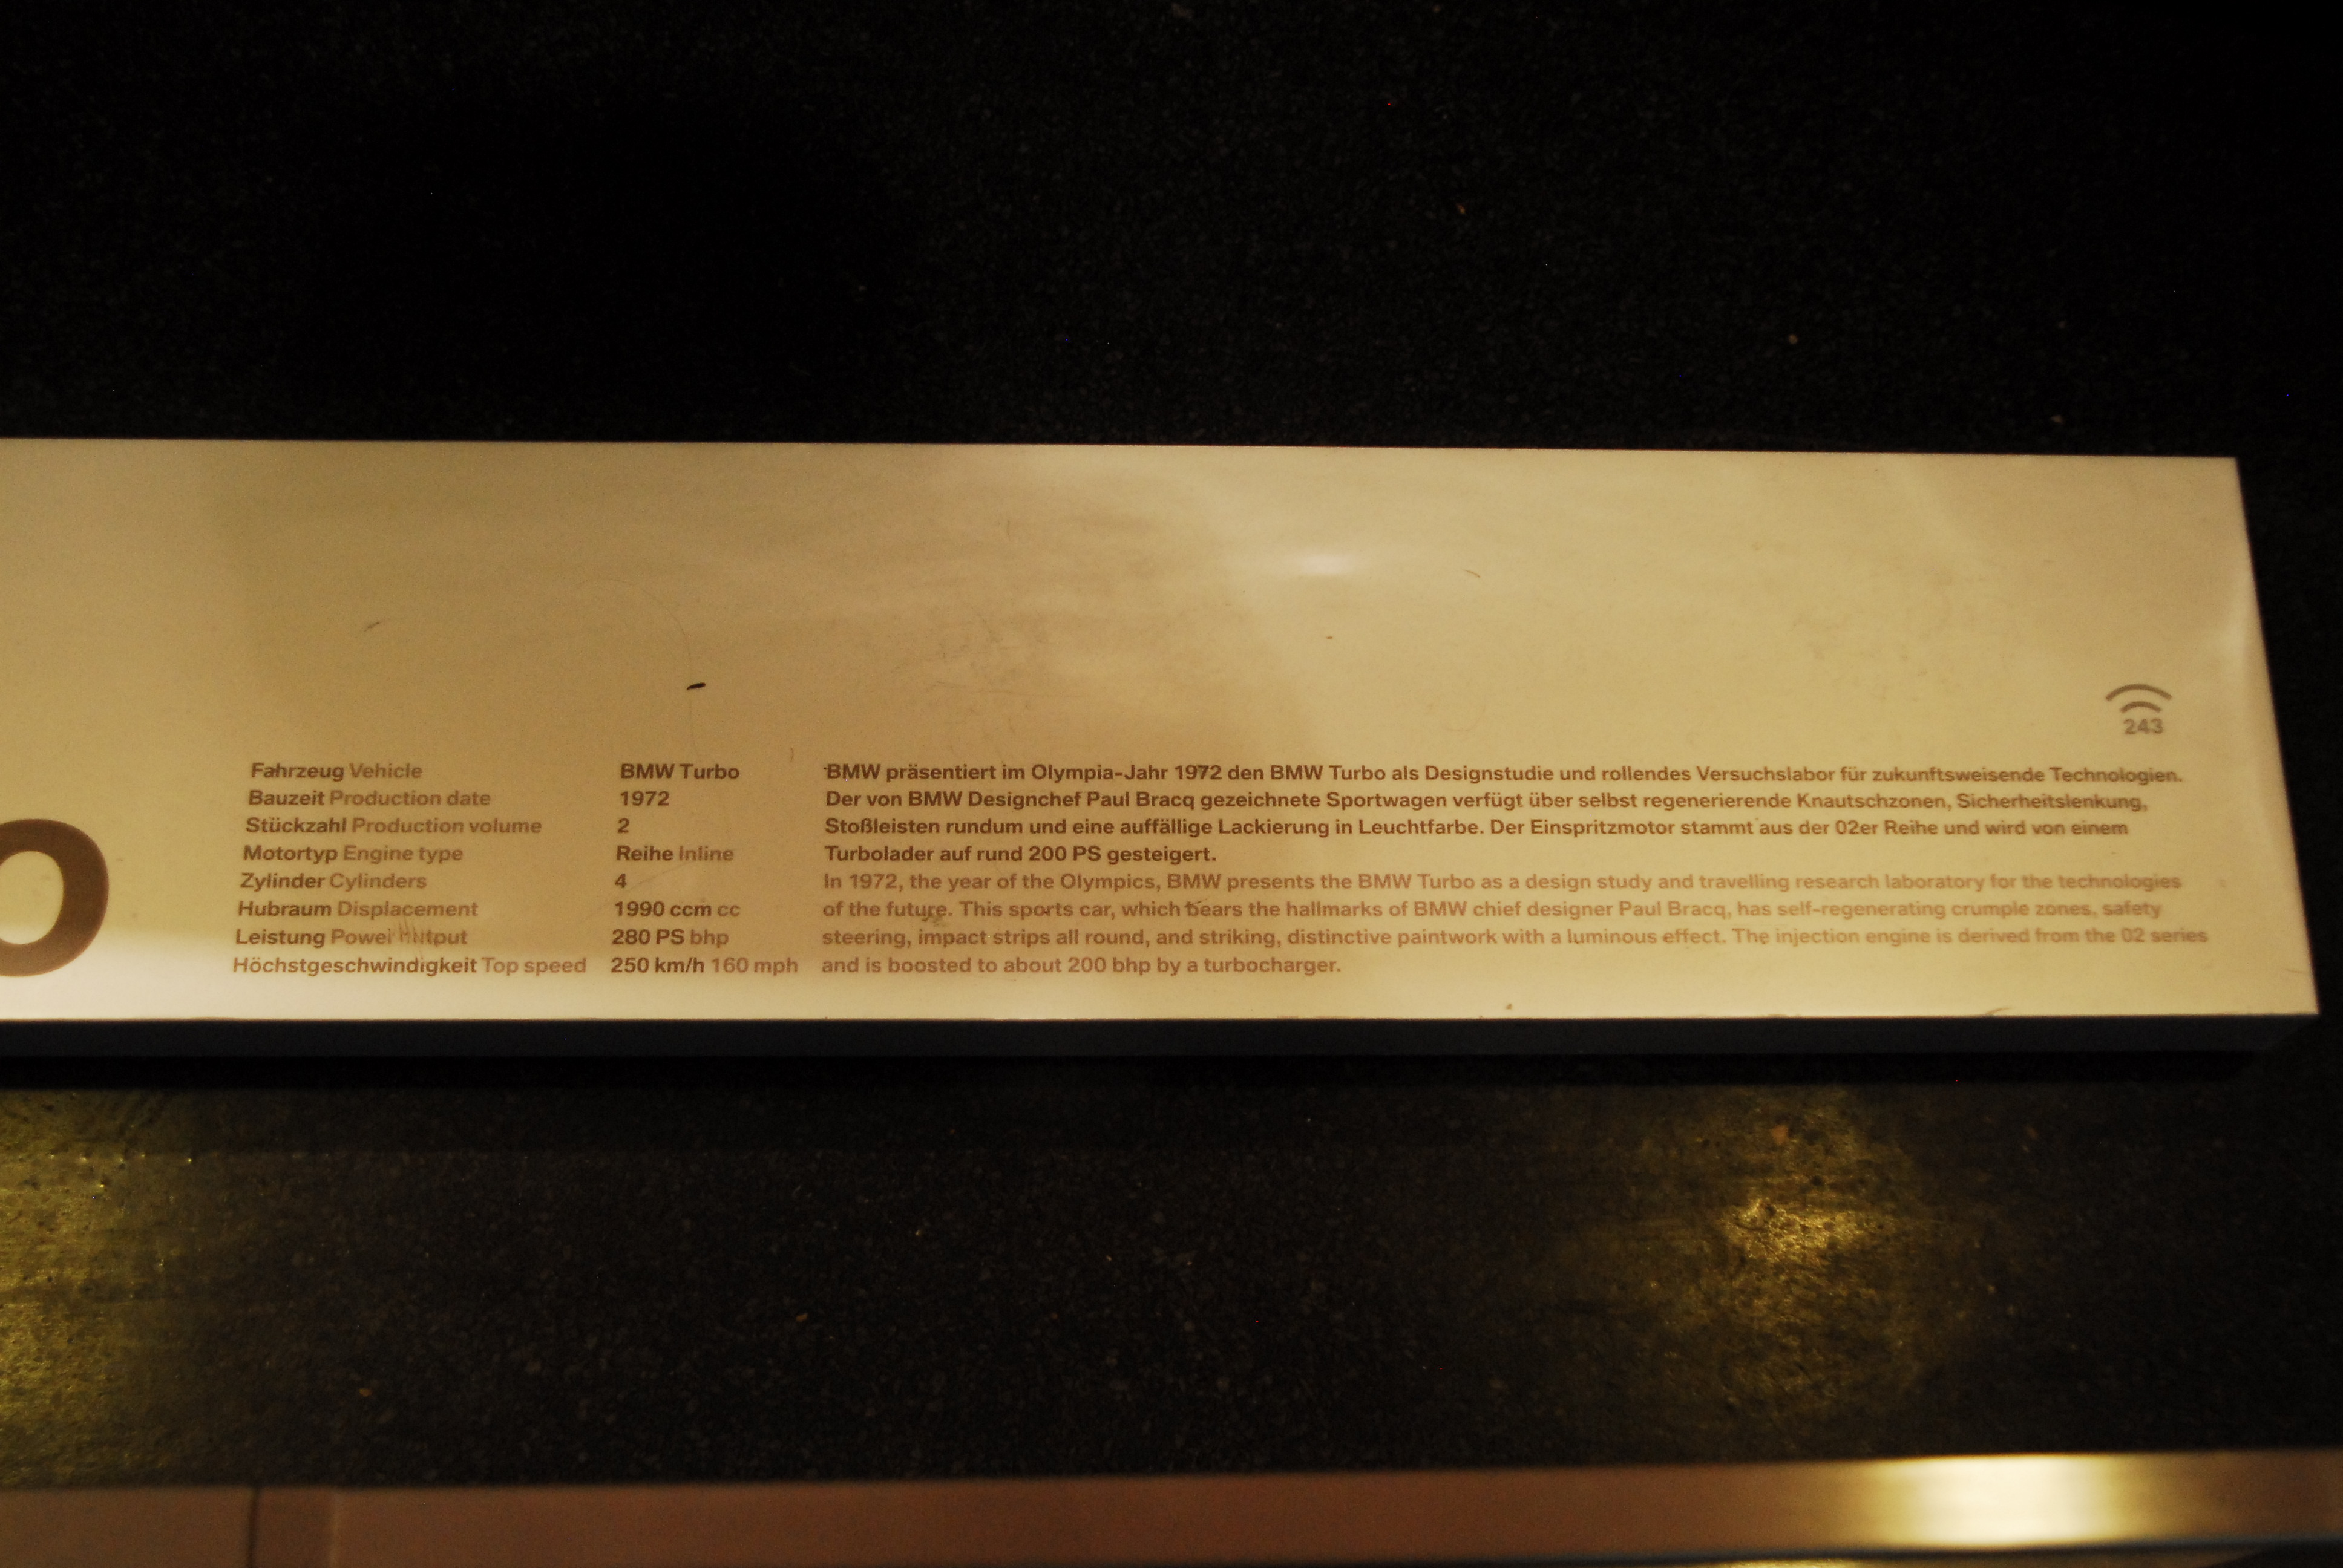 o
243
Fahrzeug Vehicle BMW Turbo
Bauzeit Production date 1972
Stückzahl Production volume 2
Motortyp Engine type Reihe Inline
Zylinder Cylinders 4
Hubraum Displacement 1990 ccm cc
Leistung Power output 280 PS bhp
Höchstgeschwindigkeit Top speed 250 km/h 160 mph
BMW präsentiert im Olympia-Jahr 1972 den BMW Turbo als Designstudie und rollendes Versuchslabor für zukunftsweisende Technologien.
Der von BMW Designchef Paul Bracq gezeichnete Sportwagen verfügt über selbst regenerierende Knautschzonen, Sicherheitslenkung,
Stoßleisten rundum und eine auffällige Lackierung in Leuchtfarbe. Der Einspritzmotor stammt aus der 02er Reihe und wird von einem
Turbolader auf rund 200 PS gesteigert.
In 1972, the year of the Olympics, BMW presents the BMW Turbo as a design study and travelling research laboratory for the technologies
of the future. This sports car, which bears the hallmarks of BMW chief designer Paul Bracq, has self-regenerating crumple zones, safety
steering, impact strips all round, and striking, distinctive paintwork with a luminous effect. The injection engine is derived from the 02 series
and is boosted to about 200 bhp by a turbocharger.